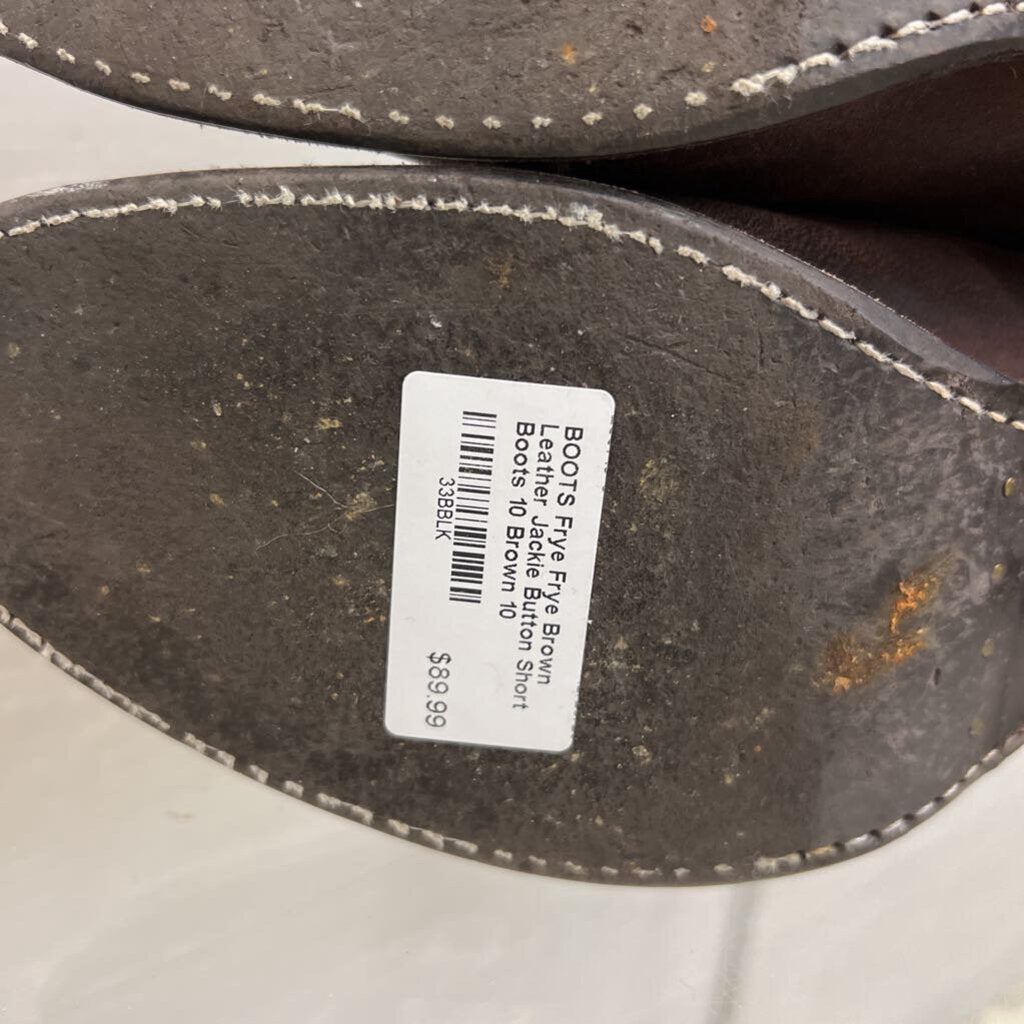 BOOTS Frye Frye Brown
Leather Jackie Button Short
Boots 10 Brown 10
33BBLK
$89.99